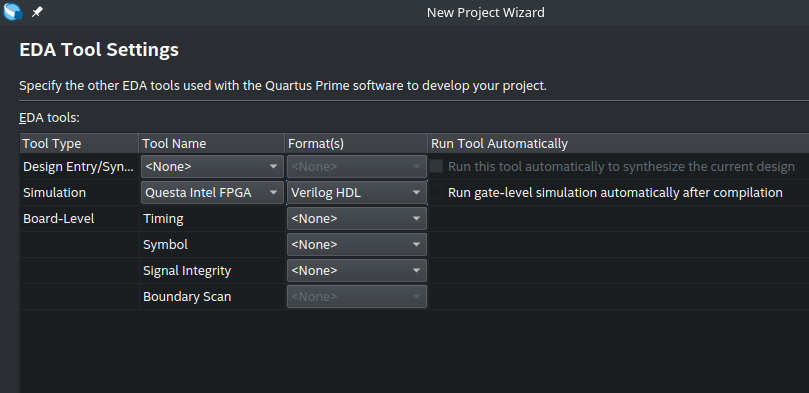 New Project Wizard
EDA Tool Settings
Specify the other EDA tools used with the Quartus Prime software to develop your project.
EDA tools:
Tool Type Tool Name Format(s) Run Tool Automatically
Design Entry/Syn... <None> <None> Run this tool automatically to synthesize the current design
Simulation Questa Intel FPGA Verilog HDL Run gate-level simulation automatically after compilation
Board-Level Timing <None>
Symbol <None>
Signal Integrity <None>
Boundary Scan <None>